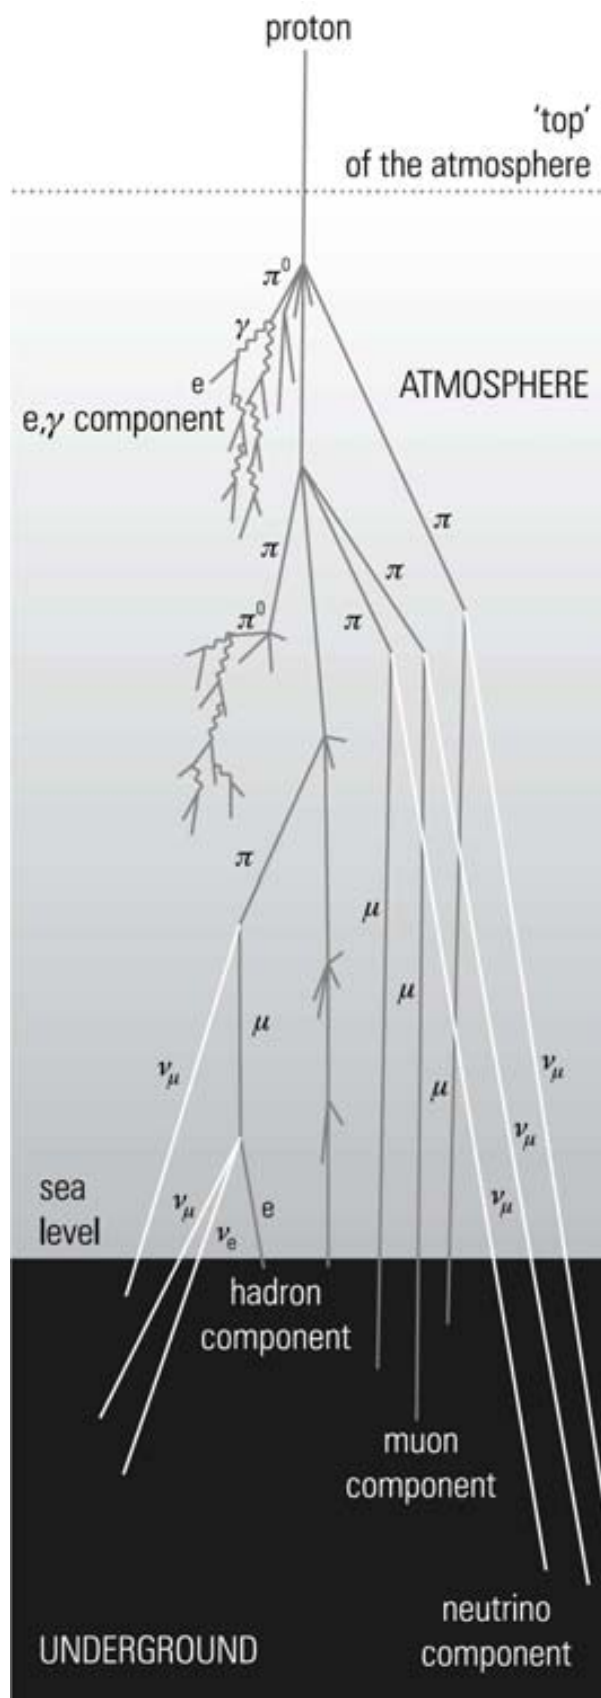 proton
‘top’
of the atmosphere
π⁰
γ
e
e,γ component
ATMOSPHERE
π
π
π
π
π⁰
π
μ
μ
μ
μ
ν_μ
ν_μ
ν_μ
ν_μ
ν_μ
ν_e
e
sea
level
hadron
component
muon
component
neutrino
component
UNDERGROUND